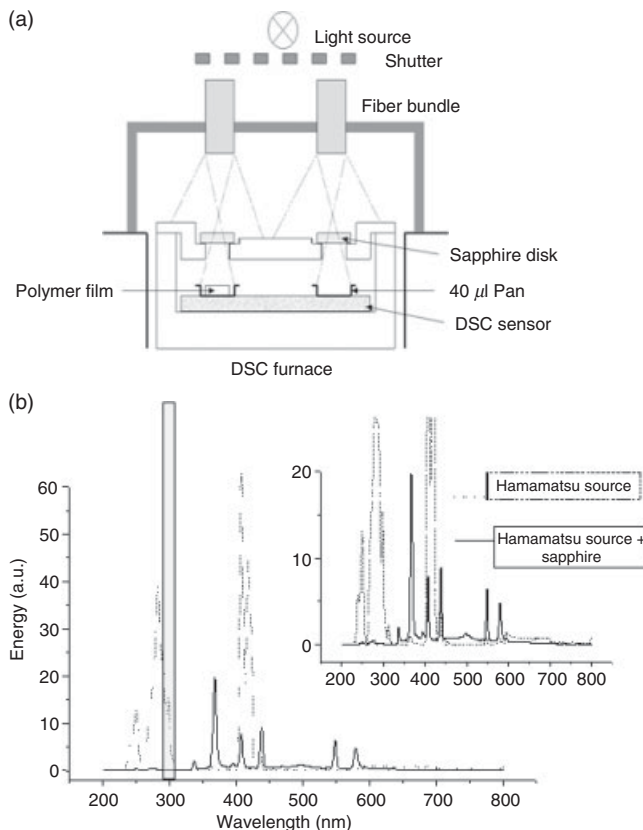 (a)
Light source
Shutter
Fiber bundle
Sapphire disk
Polymer film
40 μl Pan
DSC sensor
DSC furnace
(b)
60
50
40
30
20
10
0
Energy (a.u.)
200 300 400 500 600 700 800
Wavelength (nm)
20
10
0
200 300 400 500 600 700 800
Hamamatsu source
Hamamatsu source +
sapphire